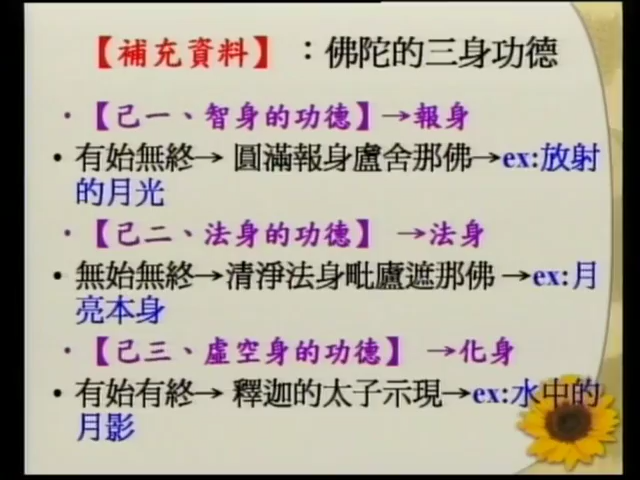 【補充資料】：佛陀的三身功德
•【己一、智身的功德】→報身
•有始無終→ 圓滿報身盧舍那佛→ex:放射
的月光
•【己二、法身的功德】 →法身
•無始無終→清淨法身毗盧遮那佛 →ex:月
亮本身
•【己三、虛空身的功德】 →化身
•有始有終→ 釋迦的太子示現→ex:水中的
月影